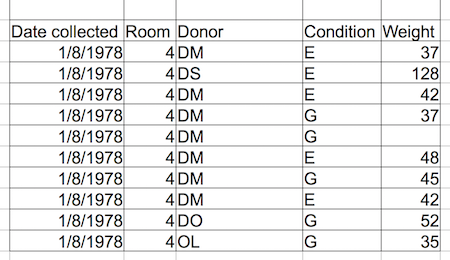 Date collected Room Donor Condition Weight
1/8/1978 4 DM E 37
1/8/1978 4 DS E 128
1/8/1978 4 DM E 42
1/8/1978 4 DM G 37
1/8/1978 4 DM G
1/8/1978 4 DM E 48
1/8/1978 4 DM G 45
1/8/1978 4 DM E 42
1/8/1978 4 DO G 52
1/8/1978 4 OL G 35